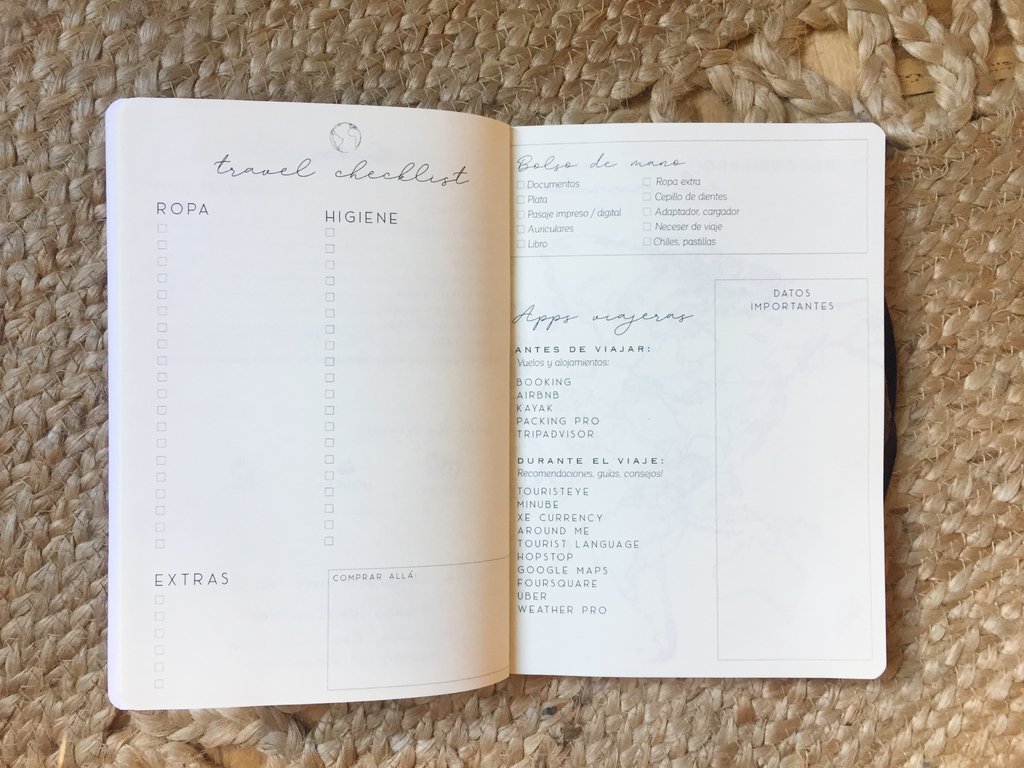 travel checklist
ROPA
HIGIENE
EXTRAS
COMPRAR ALLÁ:
Bolso de mano
Documentos
Plata
Pasaje impreso / digital
Auriculares
Libro
Ropa extra
Cepillo de dientes
Adaptador, cargador
Neceser de viaje
Chiles, pastillas
Apps viajeras
ANTES DE VIAJAR:
Vuelos y alojamientos:
BOOKING
AIRBNB
KAYAK
PACKING PRO
TRIPADVISOR
DURANTE EL VIAJE:
Recomendaciones, guías, consejos!
TOURISTEYE
MINUBE
XE CURRENCY
AROUND ME
TOURIST LANGUAGE
HOPSTOP
GOOGLE MAPS
FOURSQUARE
UBER
WEATHER PRO
DATOS
IMPORTANTES